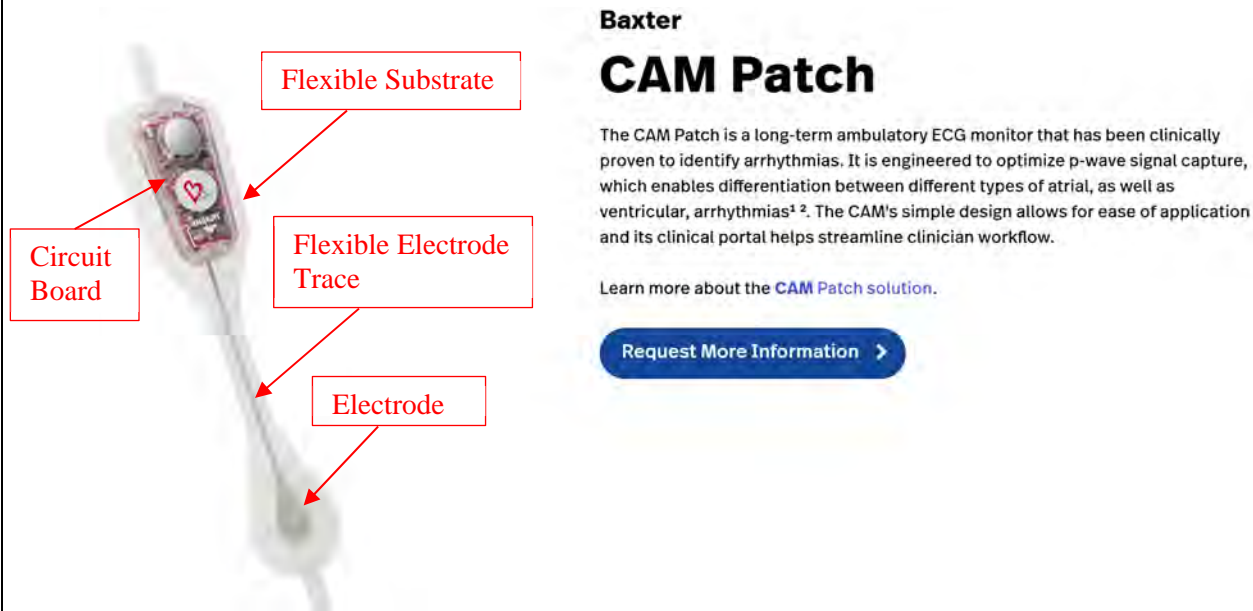 Flexible Substrate
Circuit
Board
Flexible Electrode
Trace
Electrode
Baxter
CAM Patch
The CAM Patch is a long-term ambulatory ECG monitor that has been clinically
proven to identify arrhythmias. It is engineered to optimize p-wave signal capture,
which enables differentiation between different types of atrial, as well as
ventricular, arrhythmias¹ ². The CAM's simple design allows for ease of application
and its clinical portal helps streamline clinician workflow.
Learn more about the CAM Patch solution.
Request More Information